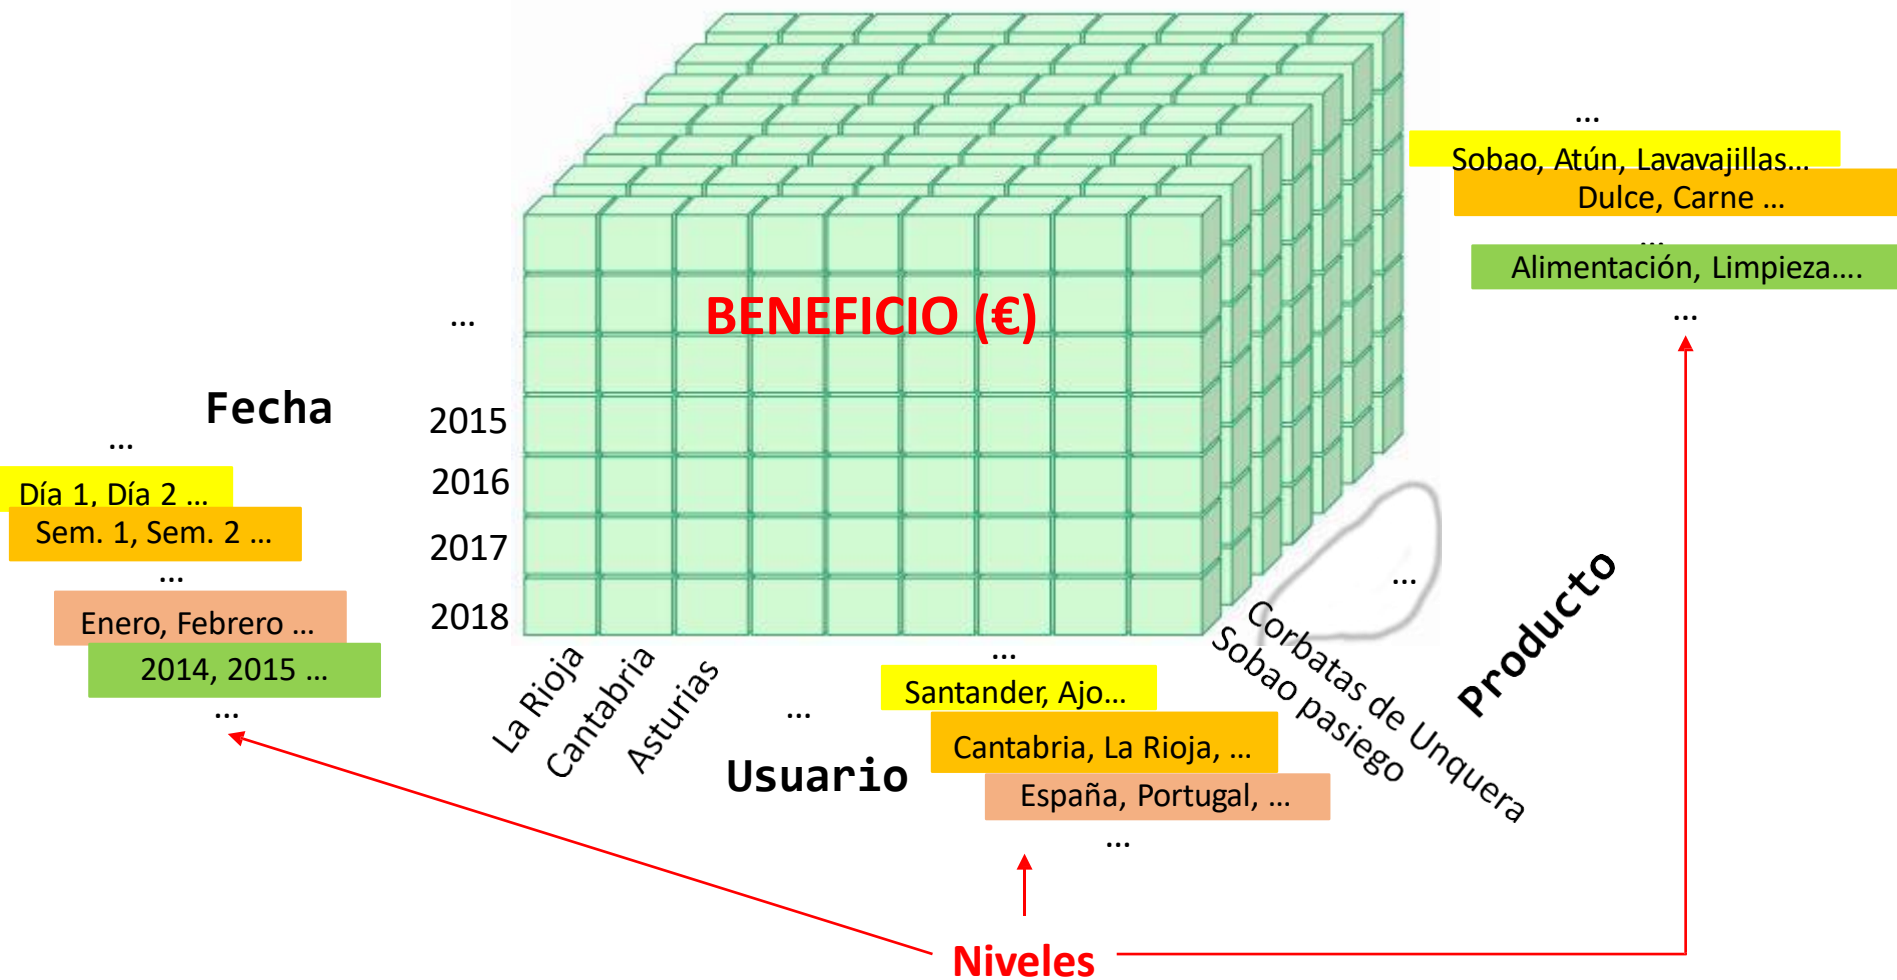 ...
Sobao, Atún, Lavavajillas...
Dulce, Carne ...
...
Alimentación, Limpieza....
...
BENEFICIO (€)
...
Fecha
2015
2016
2017
2018
...
Día 1, Día 2 ...
Sem. 1, Sem. 2 ...
...
Enero, Febrero ...
2014, 2015 ...
...
La Rioja
Cantabria
Asturias
...
Usuario
...
Santander, Ajo...
Cantabria, La Rioja, ...
España, Portugal, ...
...
Sobao pasiego
Corbatas de Unquera
...
Producto
Niveles